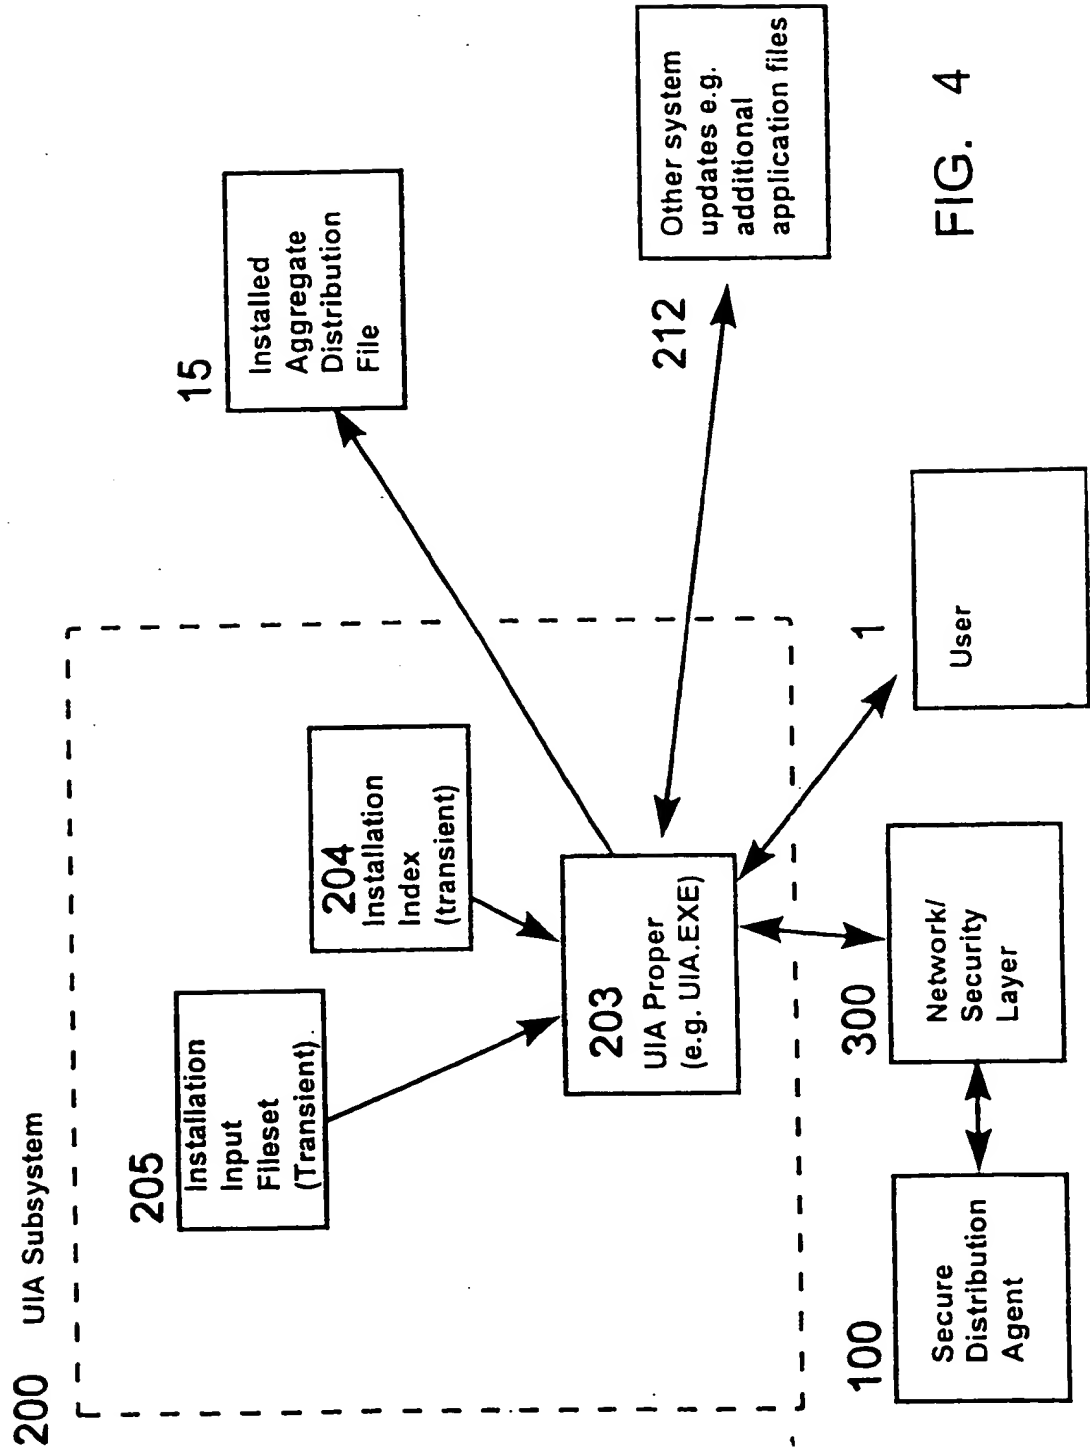 200 UIA Subsystem
205
Installation
Input
Fileset
(Transient)
204
Installation
Index
(transient)
15
Installed
Aggregate
Distribution
File
203
UIA Proper
(e.g. UIA.EXE)
212
Other system
updates e.g.
additional
application files
100
Secure
Distribution
Agent
300
Network/
Security
Layer
1
User
FIG. 4